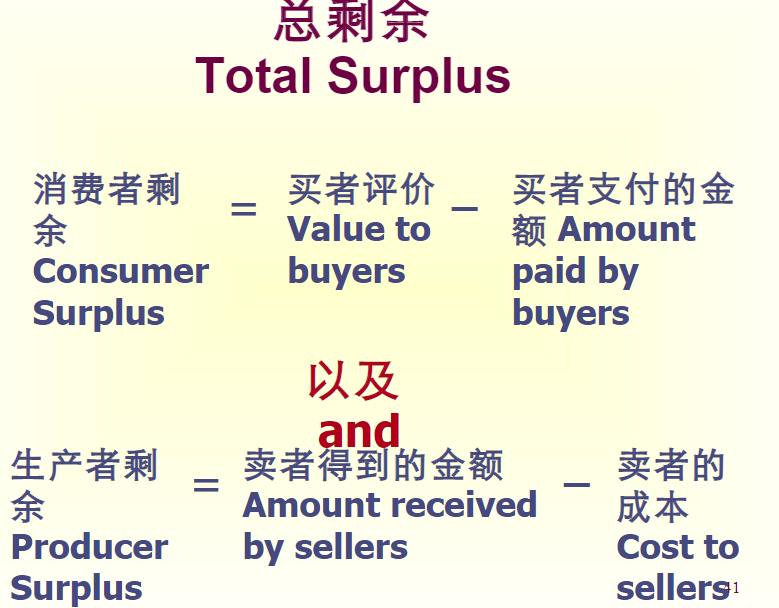 总剩余
Total Surplus
消费者剩
余
Consumer
Surplus
=
买者评价
Value to
buyers
－
买者支付的金
额 Amount
paid by
buyers
以及
and
生产者剩
余
Producer
Surplus
=
卖者得到的金额
Amount received
by sellers
－
卖者的
成本
Cost to
sellers
41